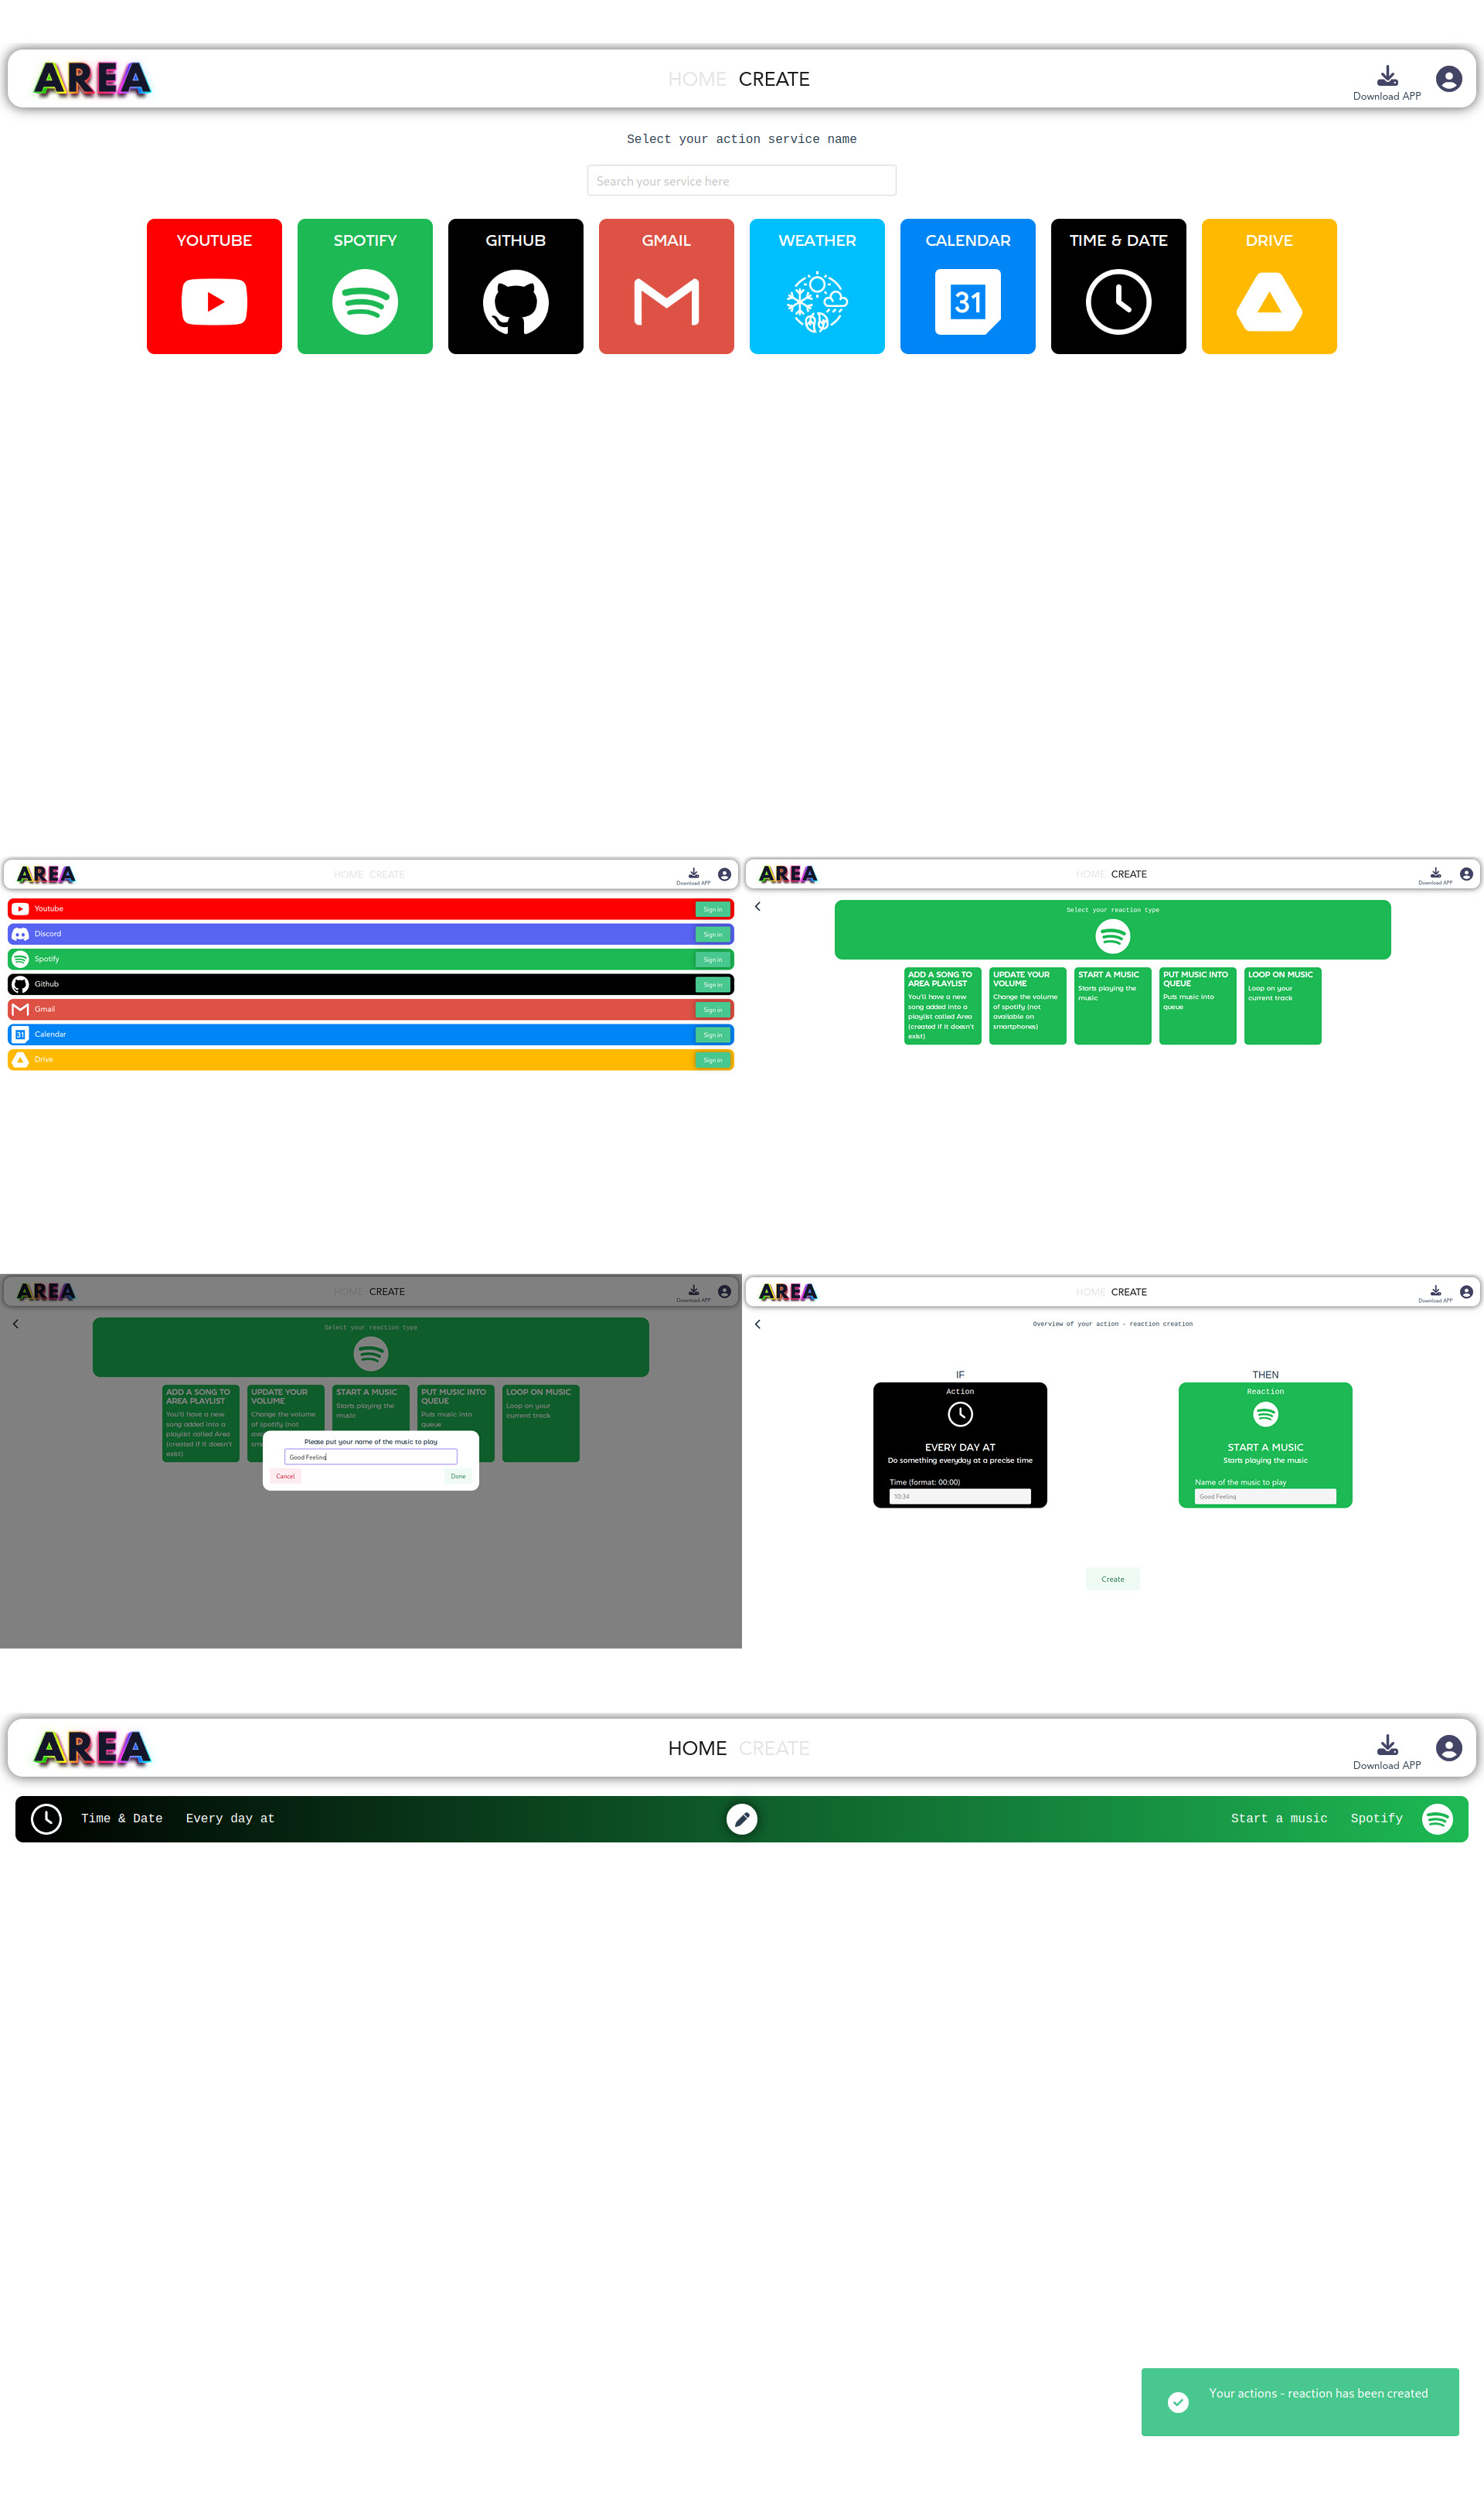 AREA
HOME CREATE
Download APP
Select your action service name
Search your service here
YOUTUBE
SPOTIFY
GITHUB
GMAIL
WEATHER
CALENDAR
31
TIME & DATE
DRIVE
AREA
HOME CREATE
Download APP
Youtube
Sign in
Discord
Sign in
Spotify
Sign in
Github
Sign in
Gmail
Sign in
31
Calendar
Sign in
Drive
Sign in
AREA
HOME CREATE
Download APP
Select your reaction type
ADD A SONG TO
AREA PLAYLIST
You'll have a new
song added into a
playlist called Area
(created if it doesn't
exist)
UPDATE YOUR
VOLUME
Change the volume
of spotify (not
available on
smartphones)
START A MUSIC
Starts playing the
music
PUT MUSIC INTO
QUEUE
Puts music into
queue
LOOP ON MUSIC
Loop on your
current track
AREA
HOME CREATE
Download APP
Select your reaction type
ADD A SONG TO
AREA PLAYLIST
You'll have a new
song added into a
playlist called Area
(created if it doesn't
exist)
UPDATE YOUR
VOLUME
Change the volume
of spotify (not
START A MUSIC
Starts playing the
music
PUT MUSIC INTO
QUEUE
Puts music into
queue
LOOP ON MUSIC
Loop on your
current track
Please put your name of the music to play
Good Feeling
Cancel
Done
AREA
HOME CREATE
Download APP
Overview of your action - reaction creation
IF
Action
EVERY DAY AT
Do something everyday at a precise time
Time (format: 00:00)
10:34
THEN
Reaction
START A MUSIC
Starts playing the music
Name of the music to play
Good Feeling
Create
AREA
HOME CREATE
Download APP
Time & Date Every day at
Start a music Spotify
Your actions - reaction has been created